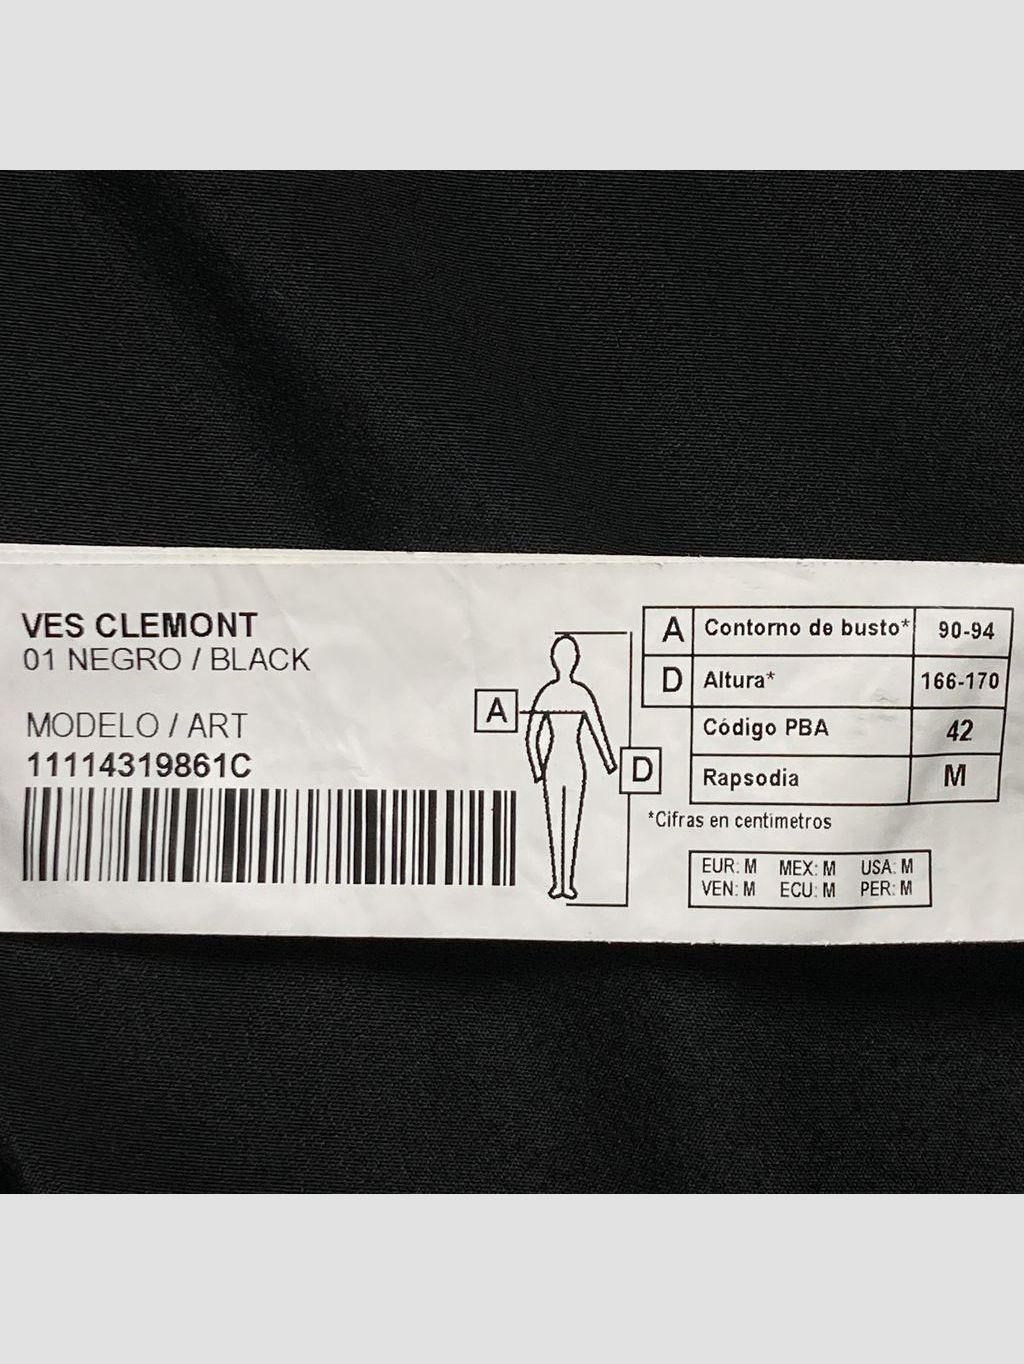 VES CLEMONT
01 NEGRO / BLACK
MODELO / ART
11114319861C
A
D
A Contorno de busto* 90-94
D Altura* 166-170
Código PBA 42
Rapsodia M
*Cifras en centimetros
EUR: M MEX: M USA: M
VEN: M ECU: M PER: M